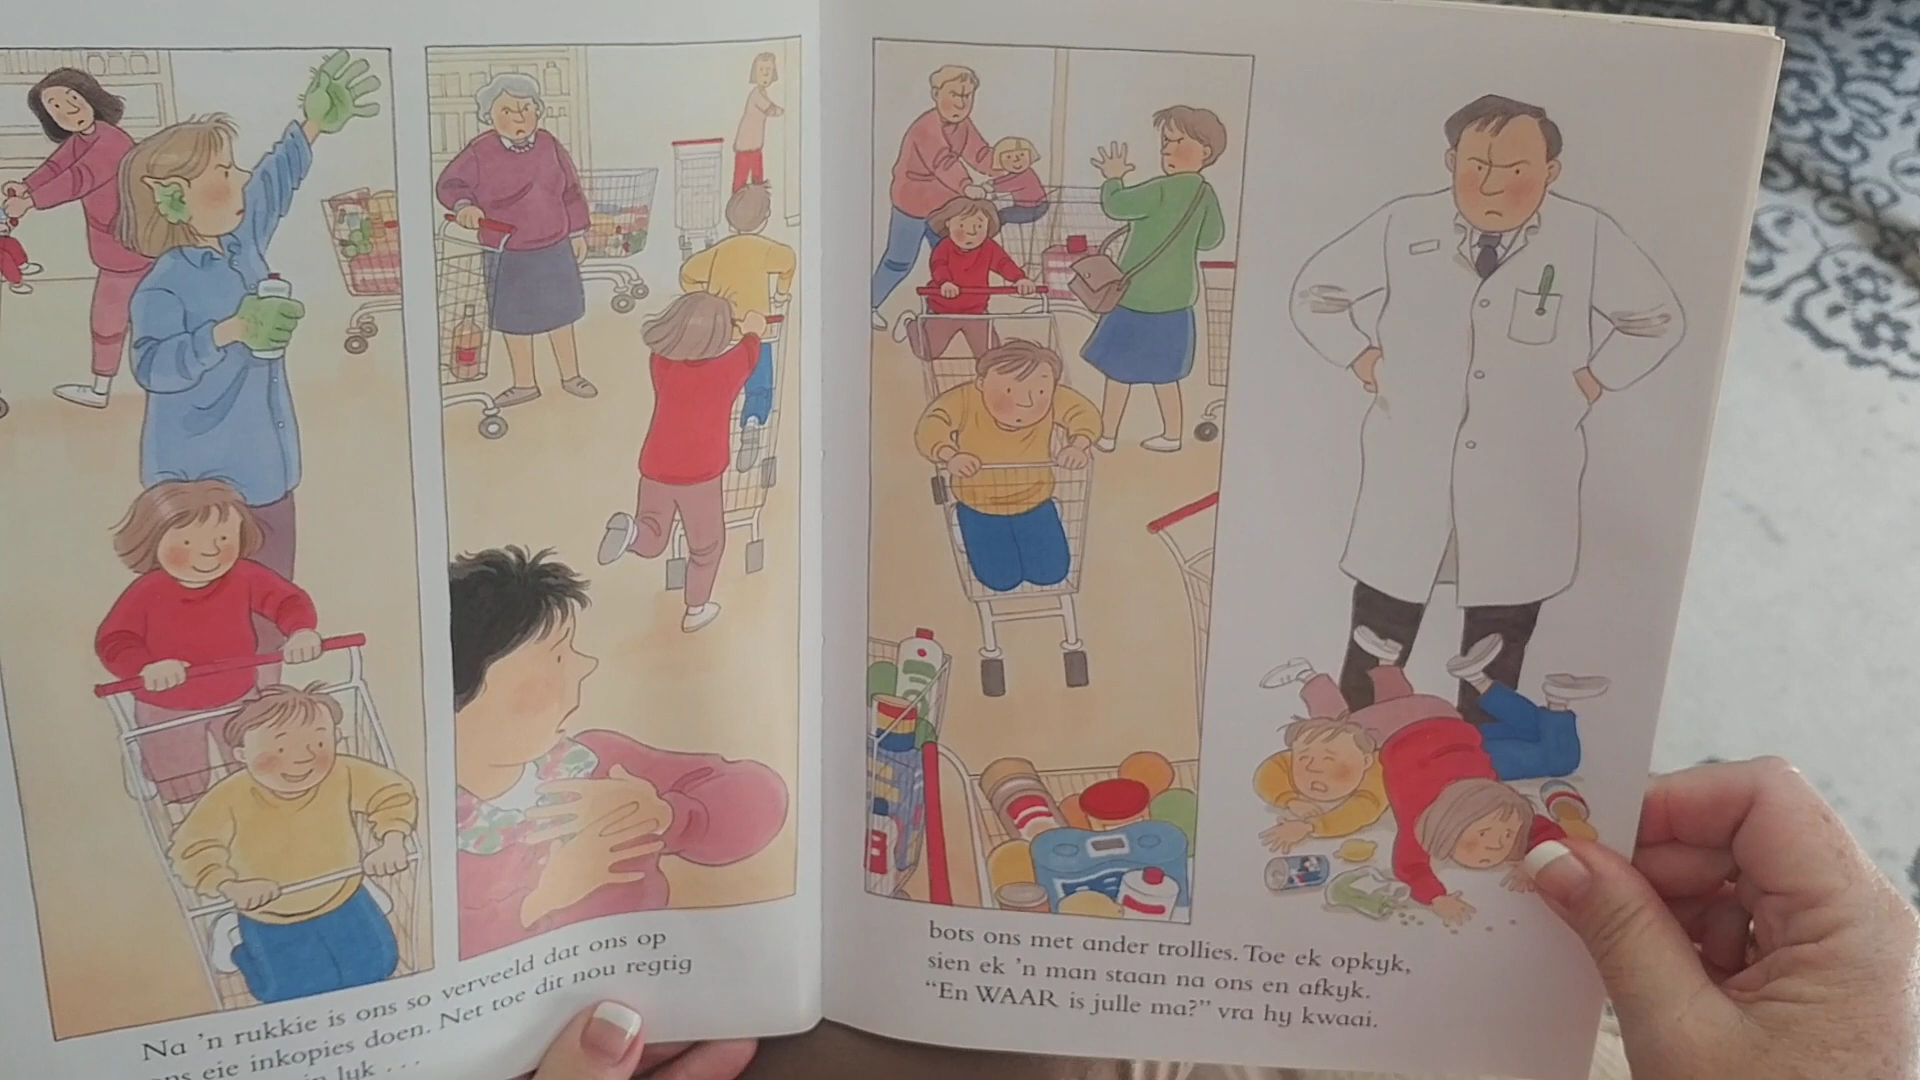 Na 'n rukkie is ons so verveeld dat ons op
eie inkopies doen. Net toe dit nou regtig
lyk . . .
bots ons met ander trollies. Toe ek opkyk,
sien ek 'n man staan na ons en afkyk.
“En WAAR is julle ma?” vra hy kwaai.